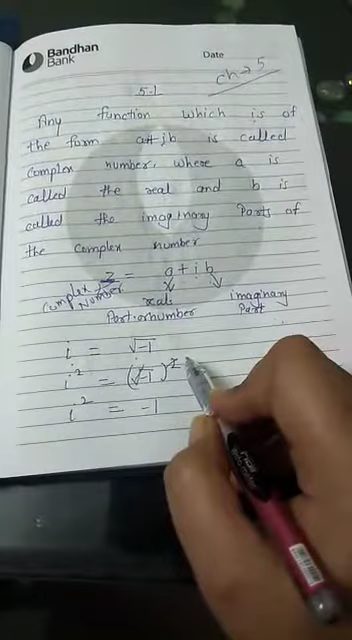 Bandhan
Bank
Date
ch → 5
5.1
Any function which is of
the form a+ib is called
complex number, where a is
called the real and b is
called the imaginary Parts of
the complex number
z = a + i b
Complex Number
real Part or number
imaginary Part
i = √-1
i² = (√-1)²
i² = -1